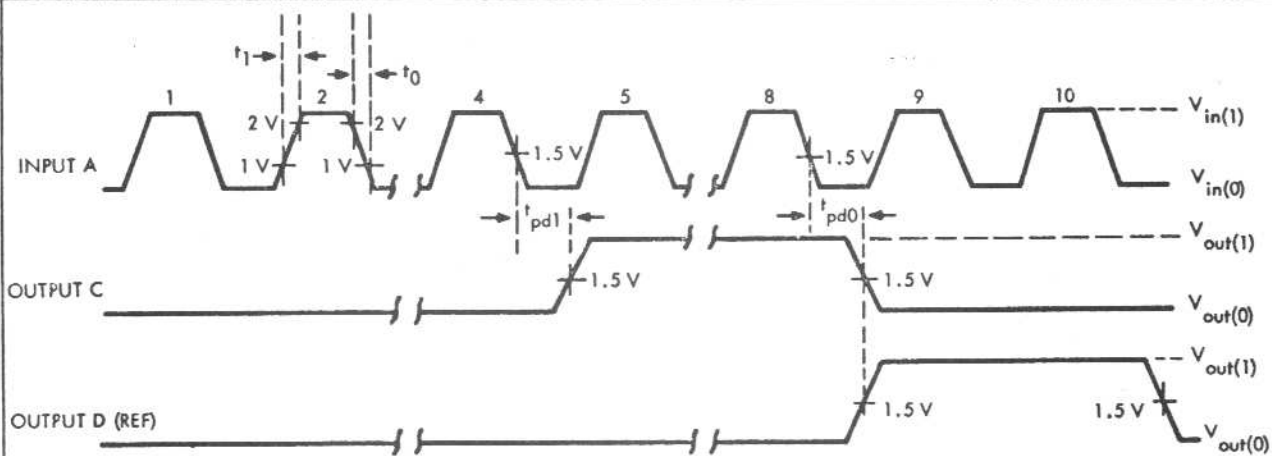 t1 t0
1 2 4 5 8 9 10 Vin(1)
2 V 2 V
INPUT A 1 V 1 V 1.5 V 1.5 V
Vin(0)
tpd1 tpd0
Vout(1)
OUTPUT C 1.5 V 1.5 V
Vout(0)
Vout(1)
OUTPUT D (REF) 1.5 V 1.5 V
Vout(0)